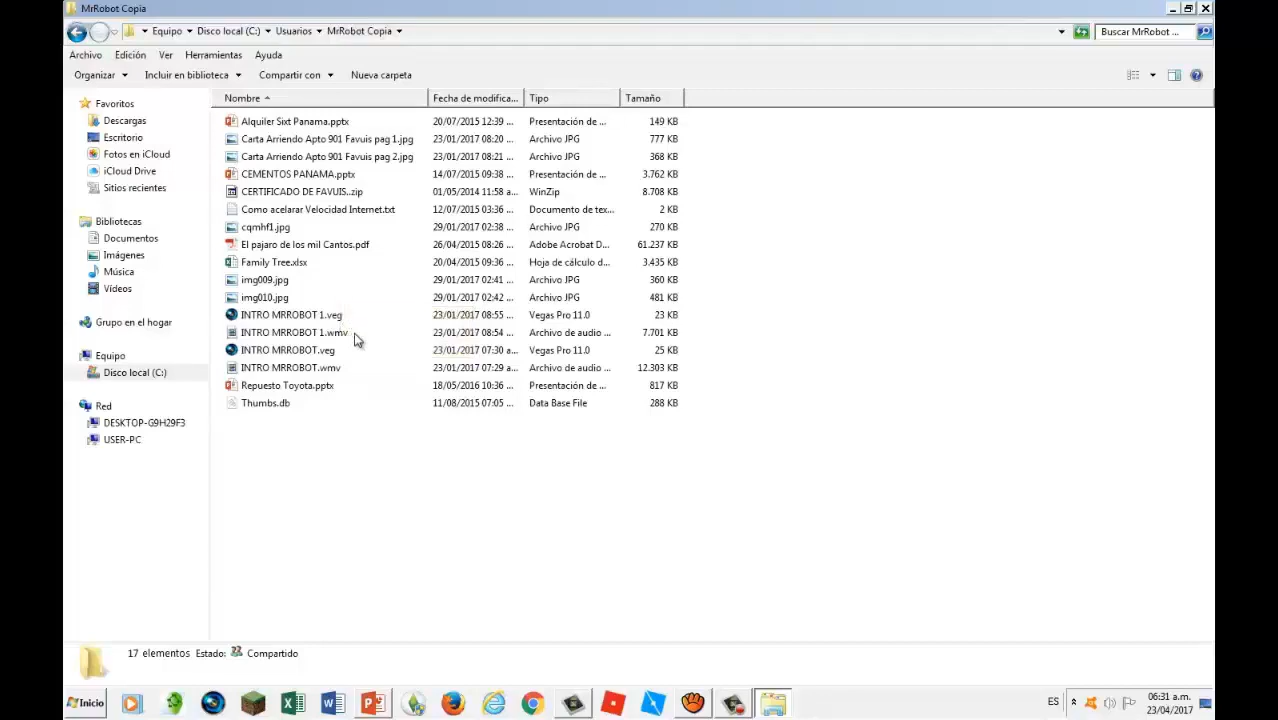 MrRobot Copia
Equipo Disco local (C:) Usuarios MrRobot Copia
Buscar MrRobot ...
Archivo Edición Ver Herramientas Ayuda
Organizar Incluir en biblioteca Compartir con Nueva carpeta
Nombre Fecha de modifica... Tipo Tamaño
Favoritos
Descargas
Escritorio
Fotos en iCloud
iCloud Drive
Sitios recientes
Bibliotecas
Documentos
Imágenes
Música
Vídeos
Grupo en el hogar
Equipo
Disco local (C:)
Red
DESKTOP-G9H29F3
USER-PC
Alquiler Sixt Panama.pptx 20/07/2015 12:39 ... Presentación de ... 149 KB
Carta Arriendo Apto 901 Favuis pag 1.jpg 23/01/2017 08:20 ... Archivo JPG 777 KB
Carta Arriendo Apto 901 Favuis pag 2.jpg 23/01/2017 08:21 ... Archivo JPG 368 KB
CEMENTOS PANAMA.pptx 14/07/2015 09:38 ... Presentación de ... 3.762 KB
CERTIFICADO DE FAVUIS..zip 01/05/2014 11:58 a... WinZip 8.708 KB
Como acelarar Velocidad Internet.txt 12/07/2015 03:36 ... Documento de tex... 2 KB
cqmhf1.jpg 29/01/2017 02:38 ... Archivo JPG 270 KB
El pajaro de los mil Cantos.pdf 26/04/2015 08:26 ... Adobe Acrobat D... 61.237 KB
Family Tree.xlsx 20/04/2015 09:36 ... Hoja de cálculo d... 3.435 KB
img009.jpg 29/01/2017 02:41 ... Archivo JPG 360 KB
img010.jpg 29/01/2017 02:42 ... Archivo JPG 481 KB
INTRO MRROBOT 1.veg 23/01/2017 08:55 ... Vegas Pro 11.0 23 KB
INTRO MRROBOT 1.wmv 23/01/2017 08:54 ... Archivo de audio ... 7.701 KB
INTRO MRROBOT.veg 23/01/2017 07:30 a... Vegas Pro 11.0 25 KB
INTRO MRROBOT.wmv 23/01/2017 07:29 a... Archivo de audio ... 12.303 KB
Repuesto Toyota.pptx 18/05/2016 10:36 ... Presentación de ... 817 KB
Thumbs.db 11/08/2015 07:05 ... Data Base File 288 KB
17 elementos Estado: Compartido
Inicio
ES
06:31 a.m.
23/04/2017